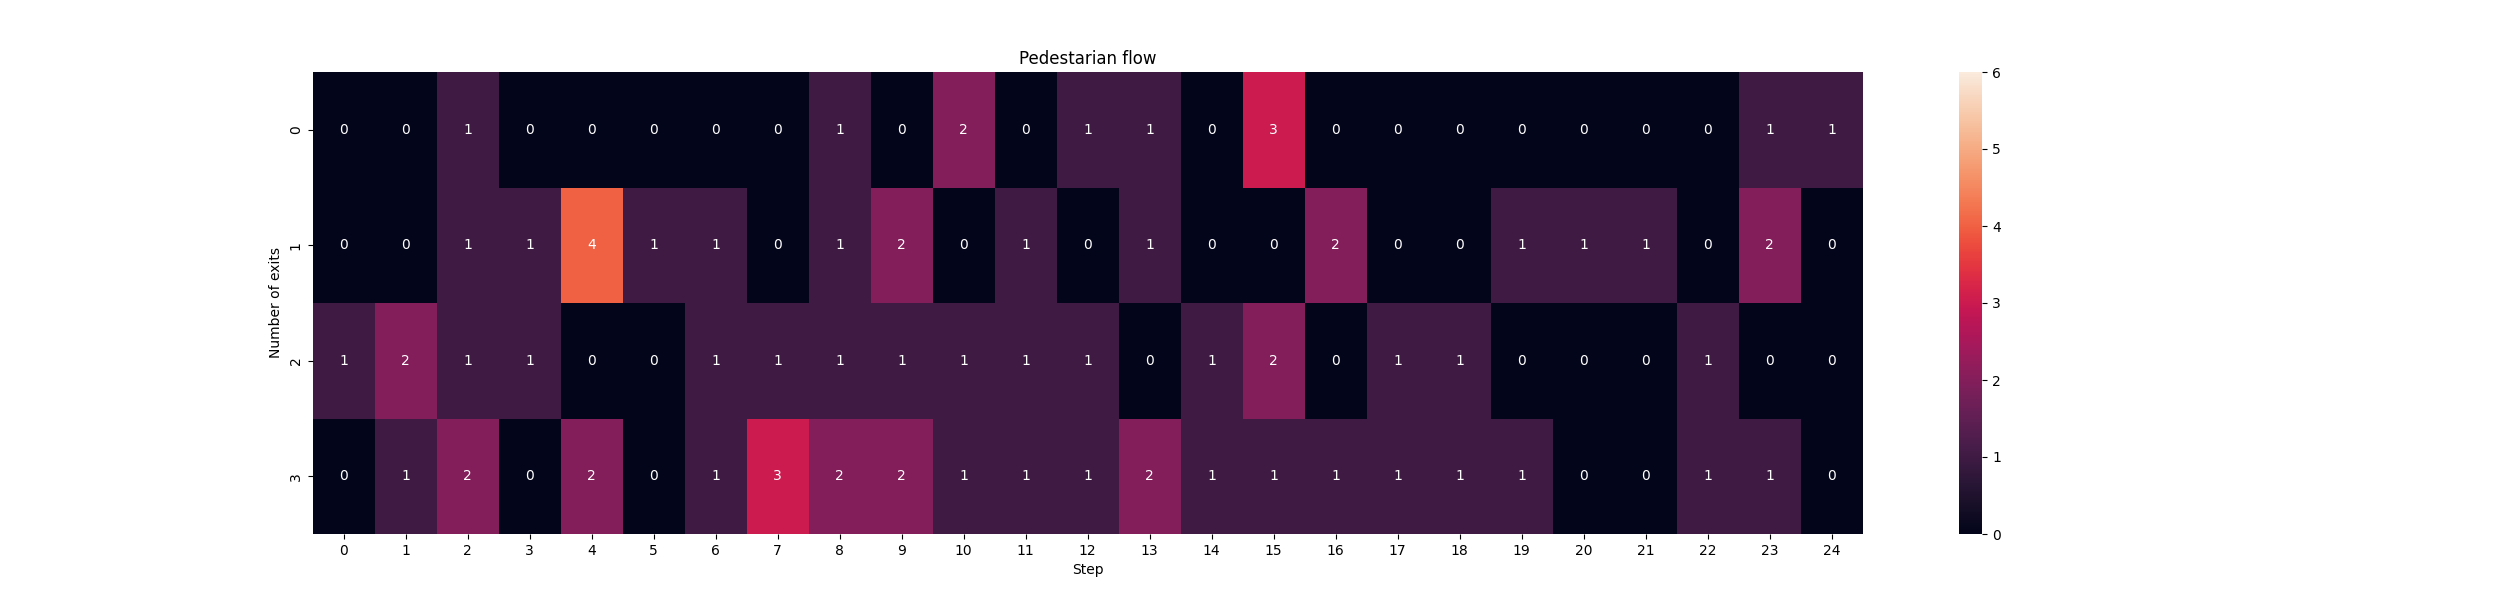 Pedestarian flow
0 0 0 1 0 0 0 0 0 1 0 2 0 1 1 0 3 0 0 0 0 0 0 0 1 1
1 0 0 1 1 4 1 1 0 1 2 0 1 0 1 0 0 2 0 0 1 1 1 0 2 0
2 1 2 1 1 0 0 1 1 1 1 1 1 1 0 1 2 0 1 1 0 0 0 1 0 0
3 0 1 2 0 2 0 1 3 2 2 1 1 1 2 1 1 1 1 1 1 0 0 1 1 0
Number of exits
0 1 2 3 4 5 6 7 8 9 10 11 12 13 14 15 16 17 18 19 20 21 22 23 24
Step
6
5
4
3
2
1
0